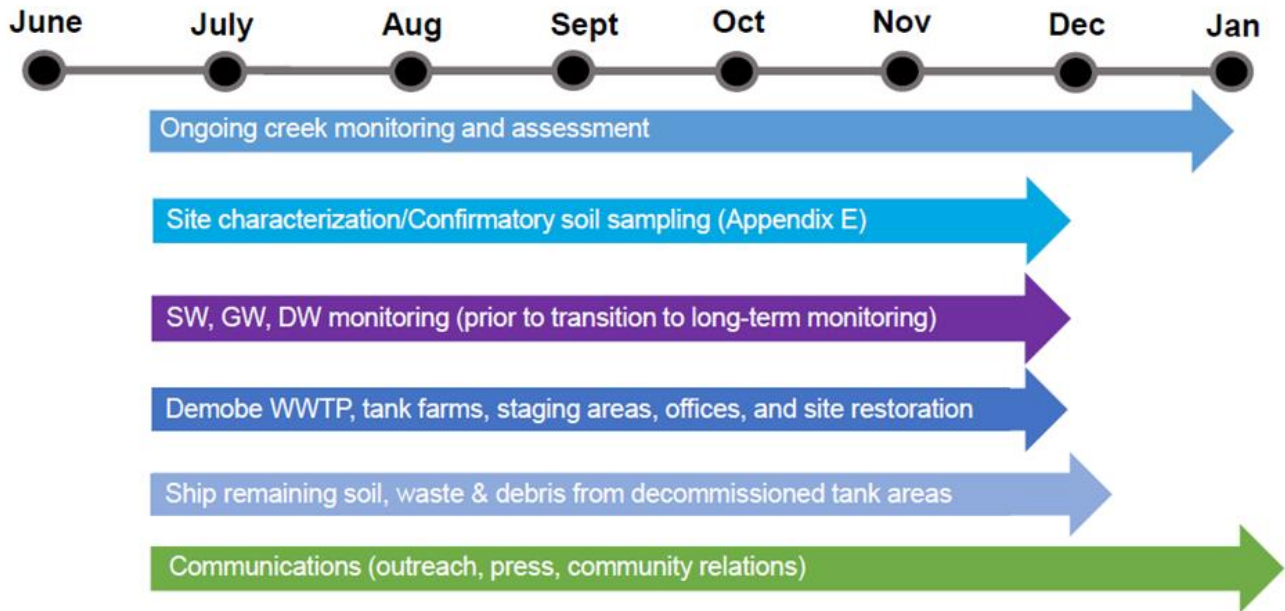 June July Aug Sept Oct Nov Dec Jan
Ongoing creek monitoring and assessment
Site characterization/Confirmatory soil sampling (Appendix E)
SW, GW, DW monitoring (prior to transition to long-term monitoring)
Demobe WWTP, tank farms, staging areas, offices, and site restoration
Ship remaining soil, waste & debris from decommissioned tank areas
Communications (outreach, press, community relations)